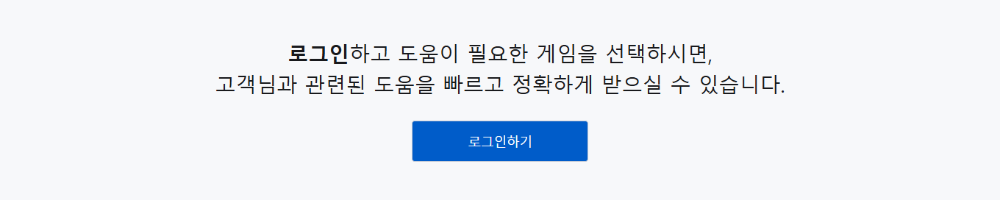 로그인하고 도움이 필요한 게임을 선택하시면,
고객님과 관련된 도움을 빠르고 정확하게 받으실 수 있습니다.
로그인하기